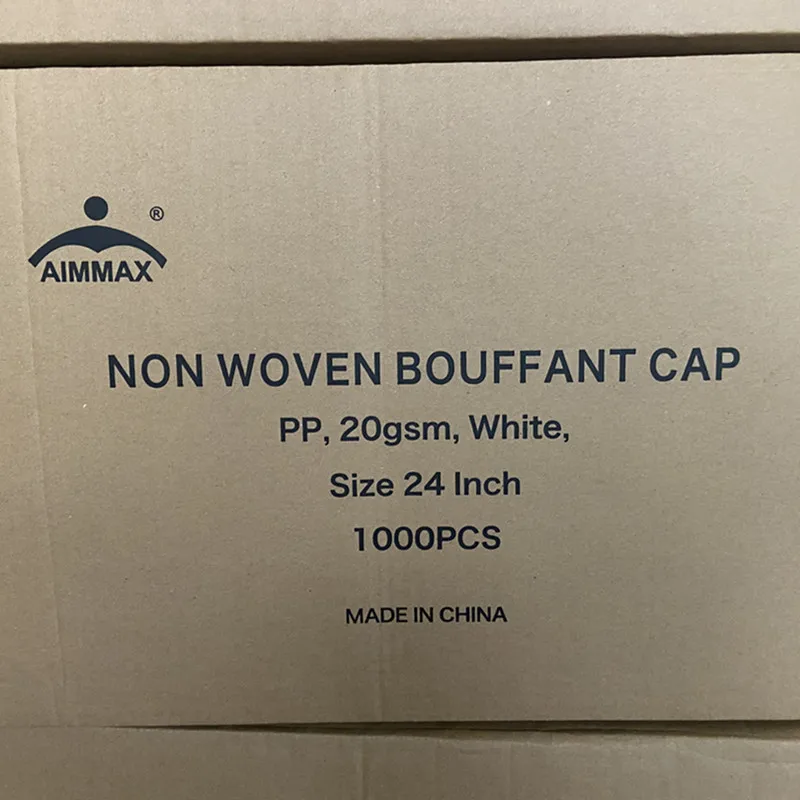 ®
AIMMAX
NON WOVEN BOUFFANT CAP
PP, 20gsm, White,
Size 24 Inch
1000PCS
MADE IN CHINA